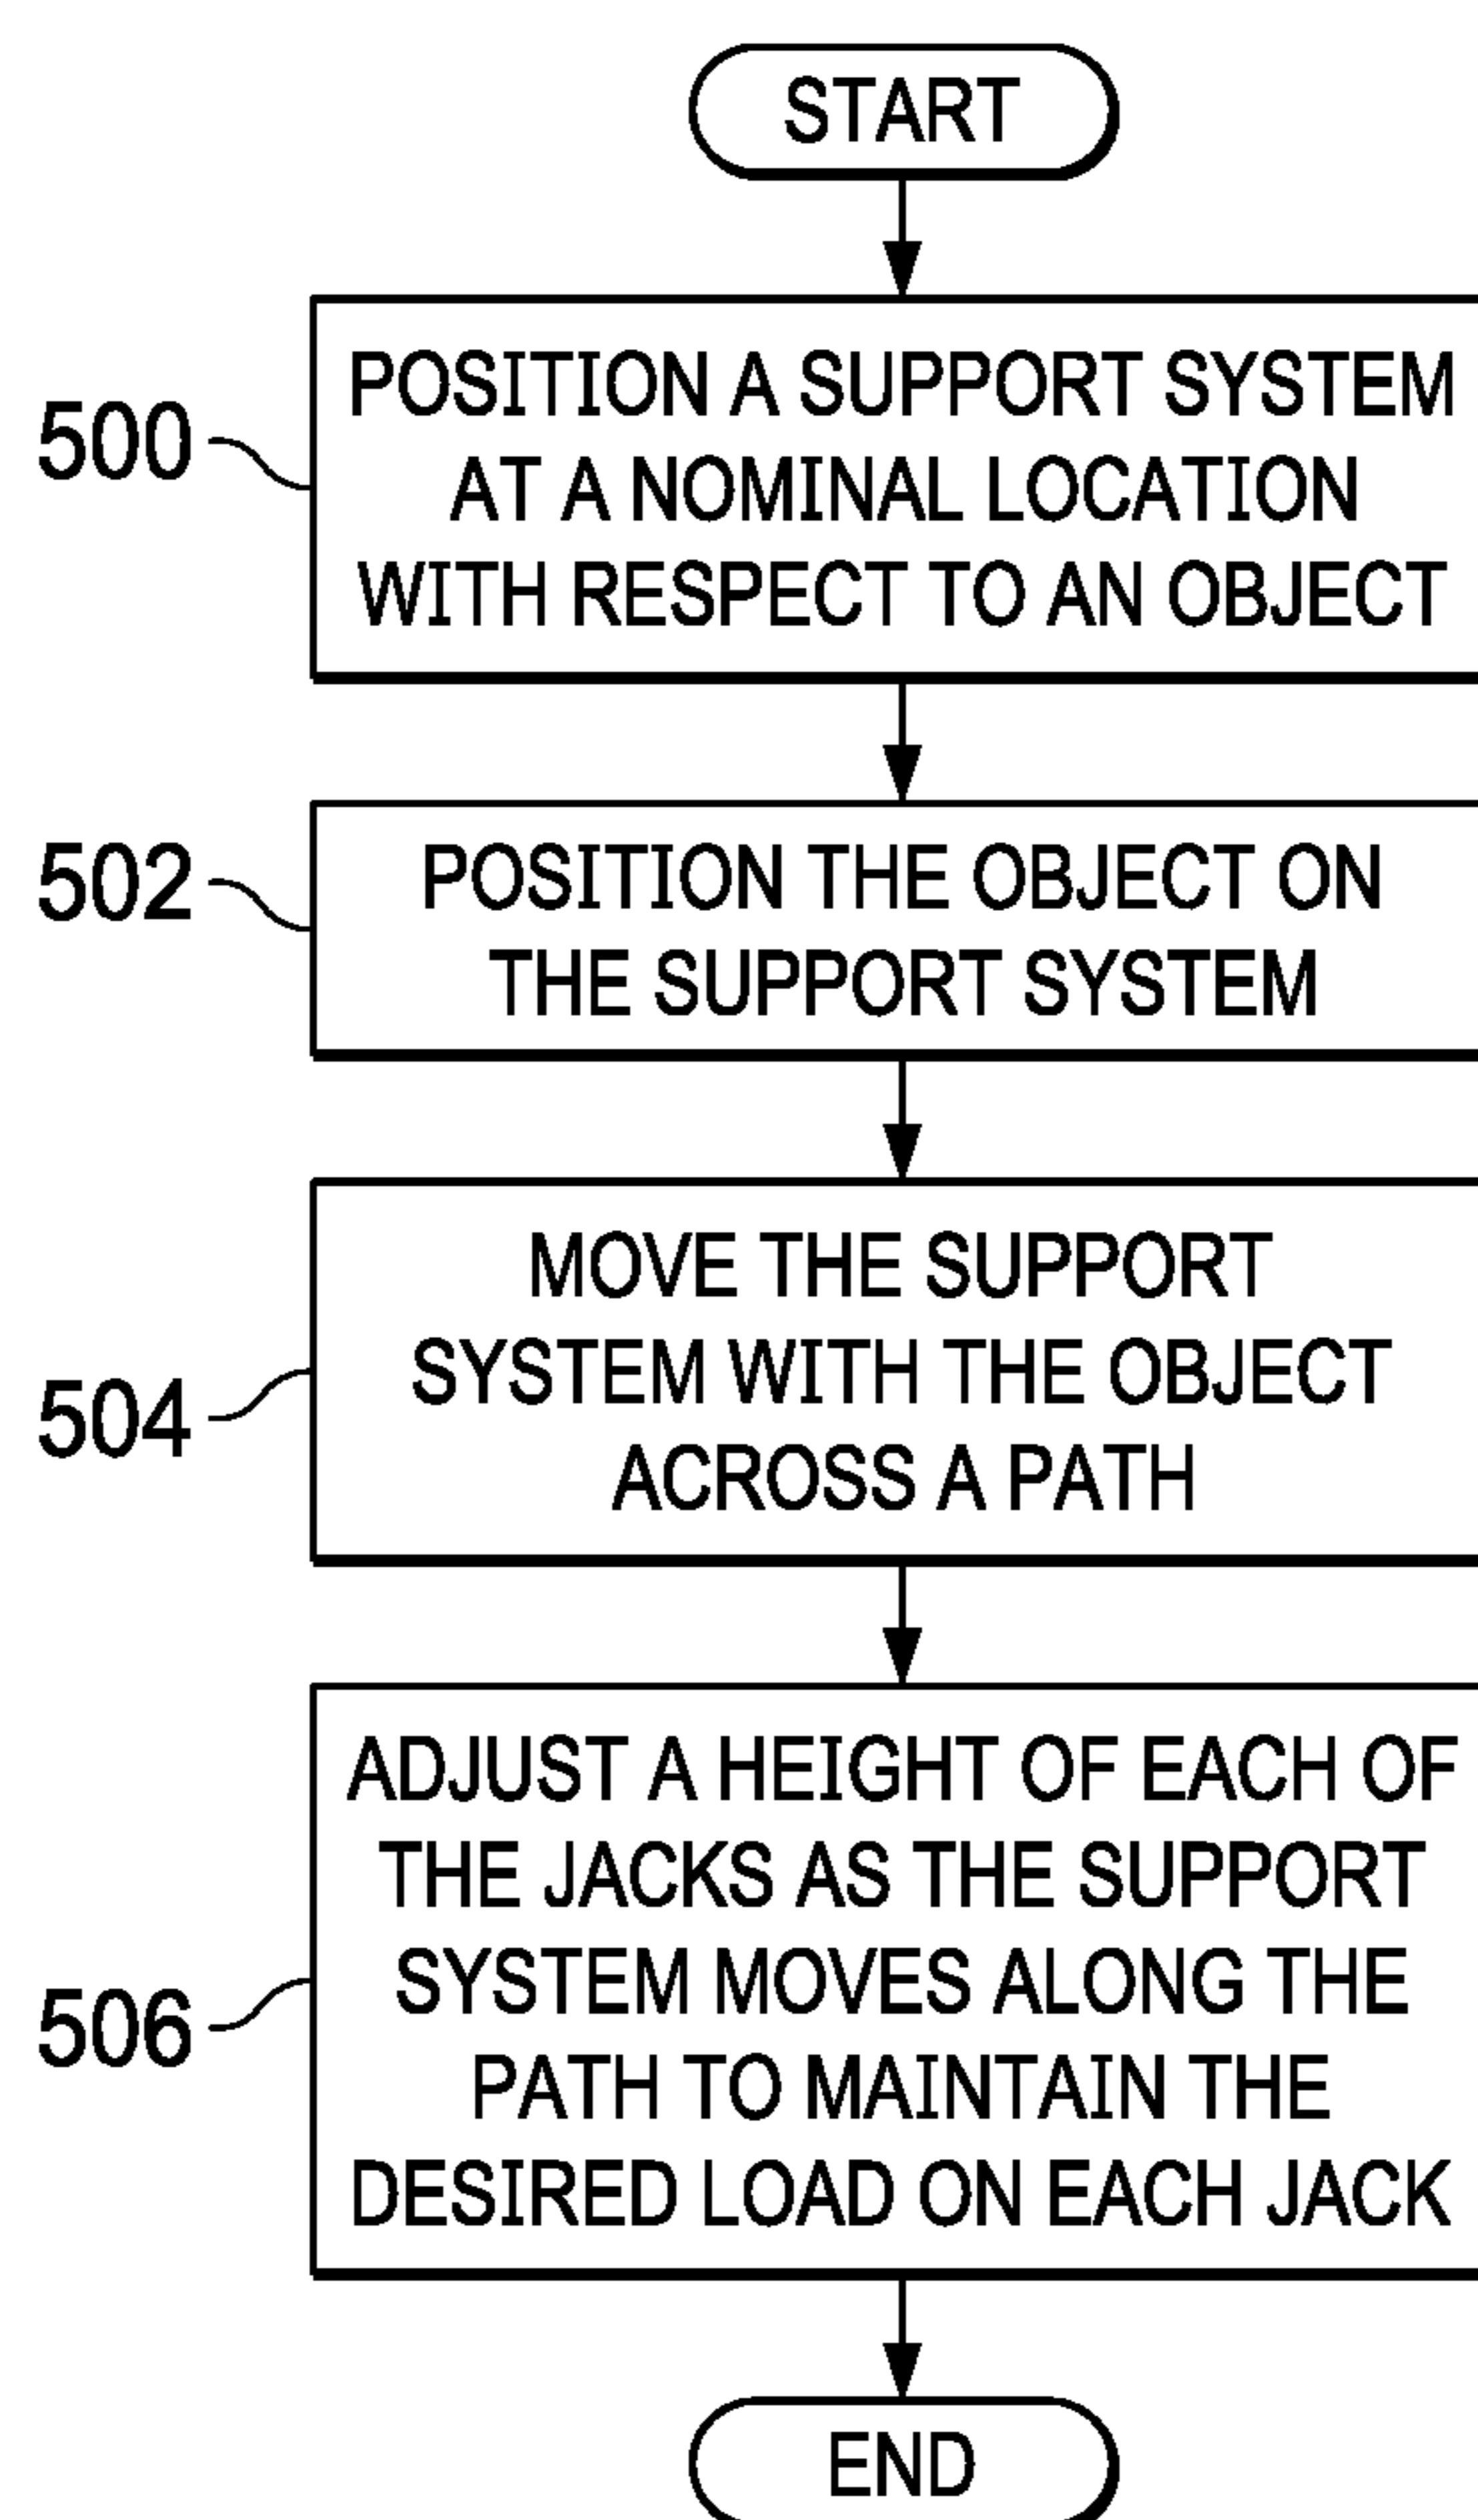 START
500
POSITION A SUPPORT SYSTEM
AT A NOMINAL LOCATION
WITH RESPECT TO AN OBJECT
502
POSITION THE OBJECT ON
THE SUPPORT SYSTEM
504
MOVE THE SUPPORT
SYSTEM WITH THE OBJECT
ACROSS A PATH
506
ADJUST A HEIGHT OF EACH OF
THE JACKS AS THE SUPPORT
SYSTEM MOVES ALONG THE
PATH TO MAINTAIN THE
DESIRED LOAD ON EACH JACK
END